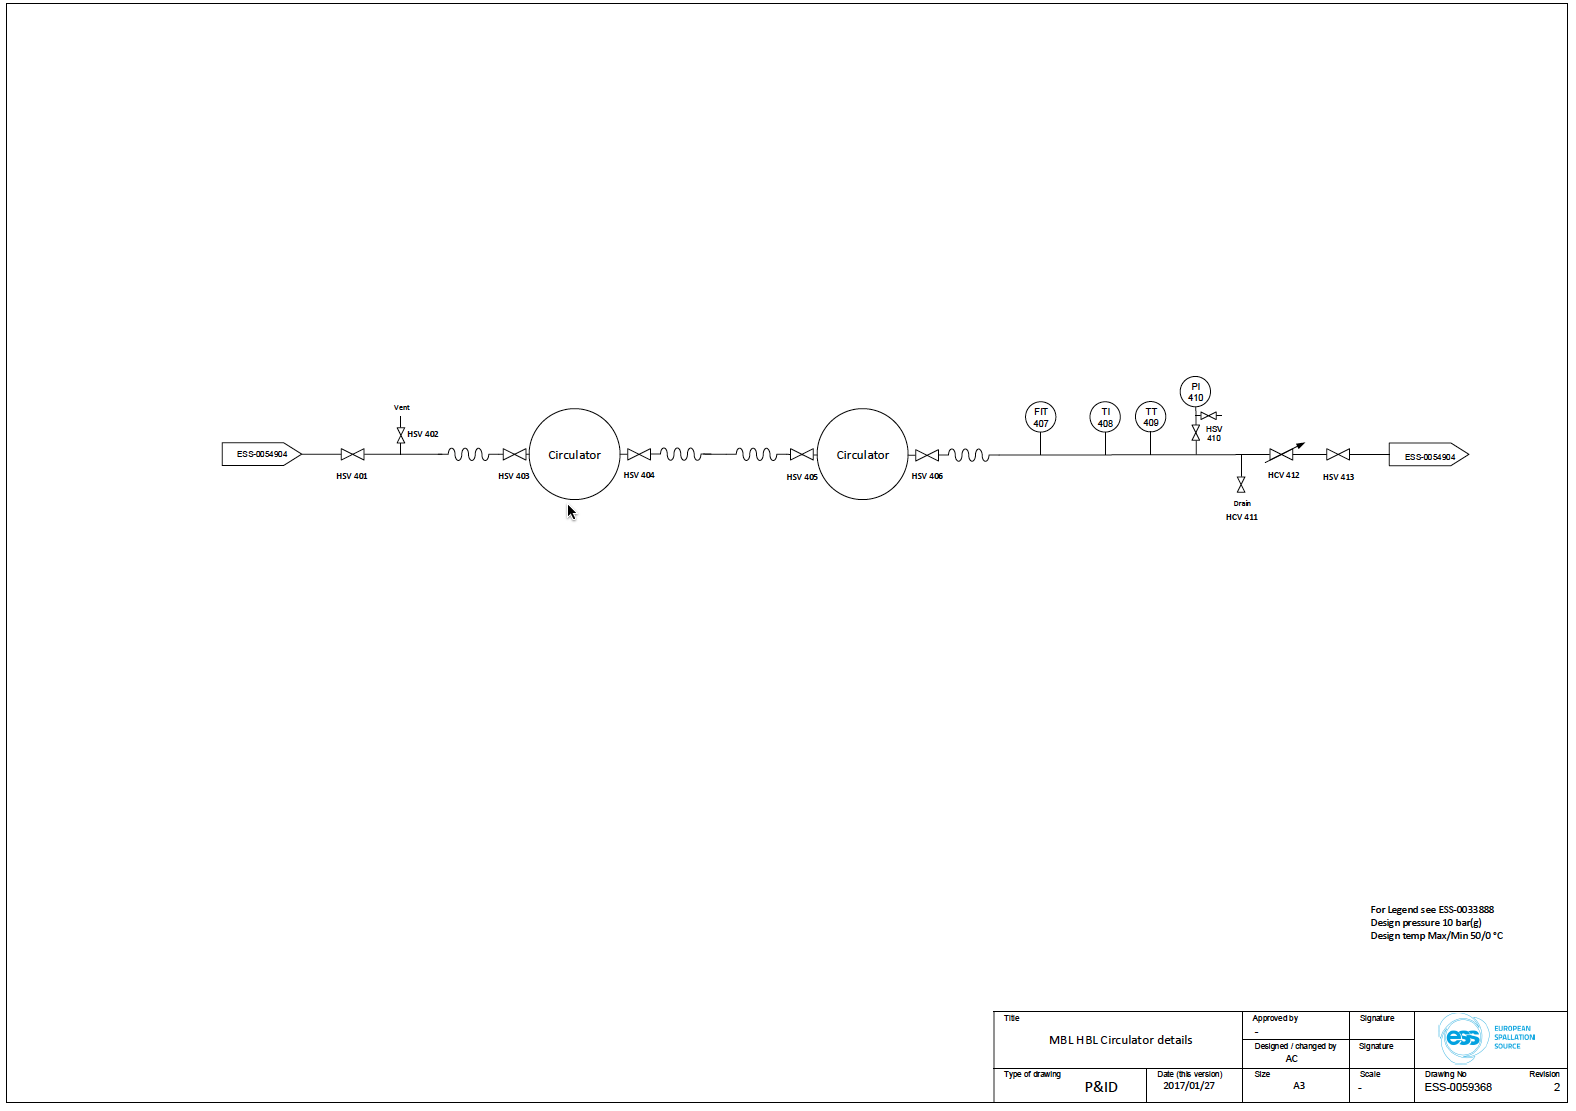 PI
410
Vent
FIT
407
TI
408
TT
409
HSV
410
HSV 402
ESS-0054904
Circulator
Circulator
ESS-0054904
HSV 401
HSV 403
HSV 404
HSV 405
HSV 406
HCV 412
HSV 413
Drain
HCV 411
For Legend see ESS-0033888
Design pressure 10 bar(g)
Design temp Max/Min 50/0 °C
Title
MBL HBL Circulator details
Approved by
-
Signature
Designed / changed by
AC
Signature
ess
EUROPEAN
SPALLATION
SOURCE
Type of drawing
P&ID
Date (this version)
2017/01/27
Size
A3
Scale
-
Drawing No
ESS-0059368
Revision
2